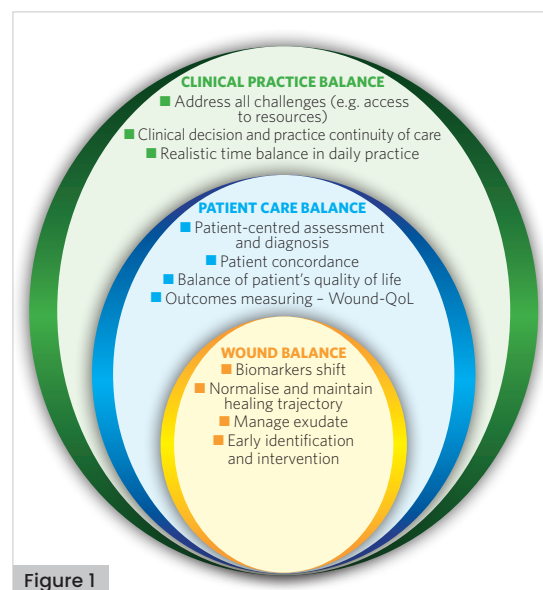 CLINICAL PRACTICE BALANCE
■ Address all challenges (e.g. access
to resources)
■ Clinical decision and practice continuity of care
■ Realistic time balance in daily practice
PATIENT CARE BALANCE
■ Patient-centred assessment
and diagnosis
■ Patient concordance
■ Balance of patient's quality of life
■ Outcomes measuring – Wound-QoL
WOUND BALANCE
■ Biomarkers shift
■ Normalise and maintain
healing trajectory
■ Manage exudate
■ Early identification
and intervention
Figure 1